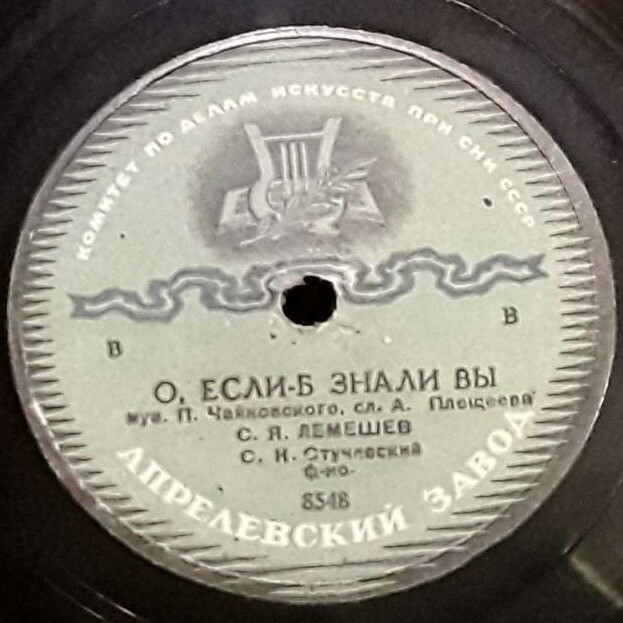 КОМИТЕТ ПО ДЕЛАМ ИСКУССТВ ПРИ СНК СССР
В
В
О, ЕСЛИ-Б ЗНАЛИ ВЫ
муз. П. Чайковского, сл. А. Плещеева
С. Я. ЛЕМЕШЕВ
С. К. Стучевский
ф-но.
8548
АПРЕЛЕВСКИЙ ЗАВОД